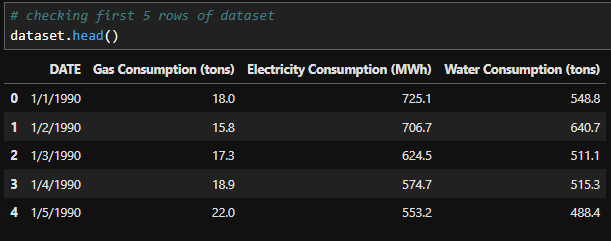 # checking first 5 rows of dataset
dataset.head()
DATE Gas Consumption (tons) Electricity Consumption (MWh) Water Consumption (tons)
0 1/1/1990 18.0 725.1 548.8
1 1/2/1990 15.8 706.7 640.7
2 1/3/1990 17.3 624.5 511.1
3 1/4/1990 18.9 574.7 515.3
4 1/5/1990 22.0 553.2 488.4